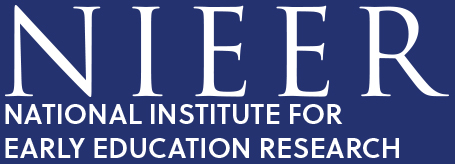 NIEER
NATIONAL INSTITUTE FOR
EARLY EDUCATION RESEARCH